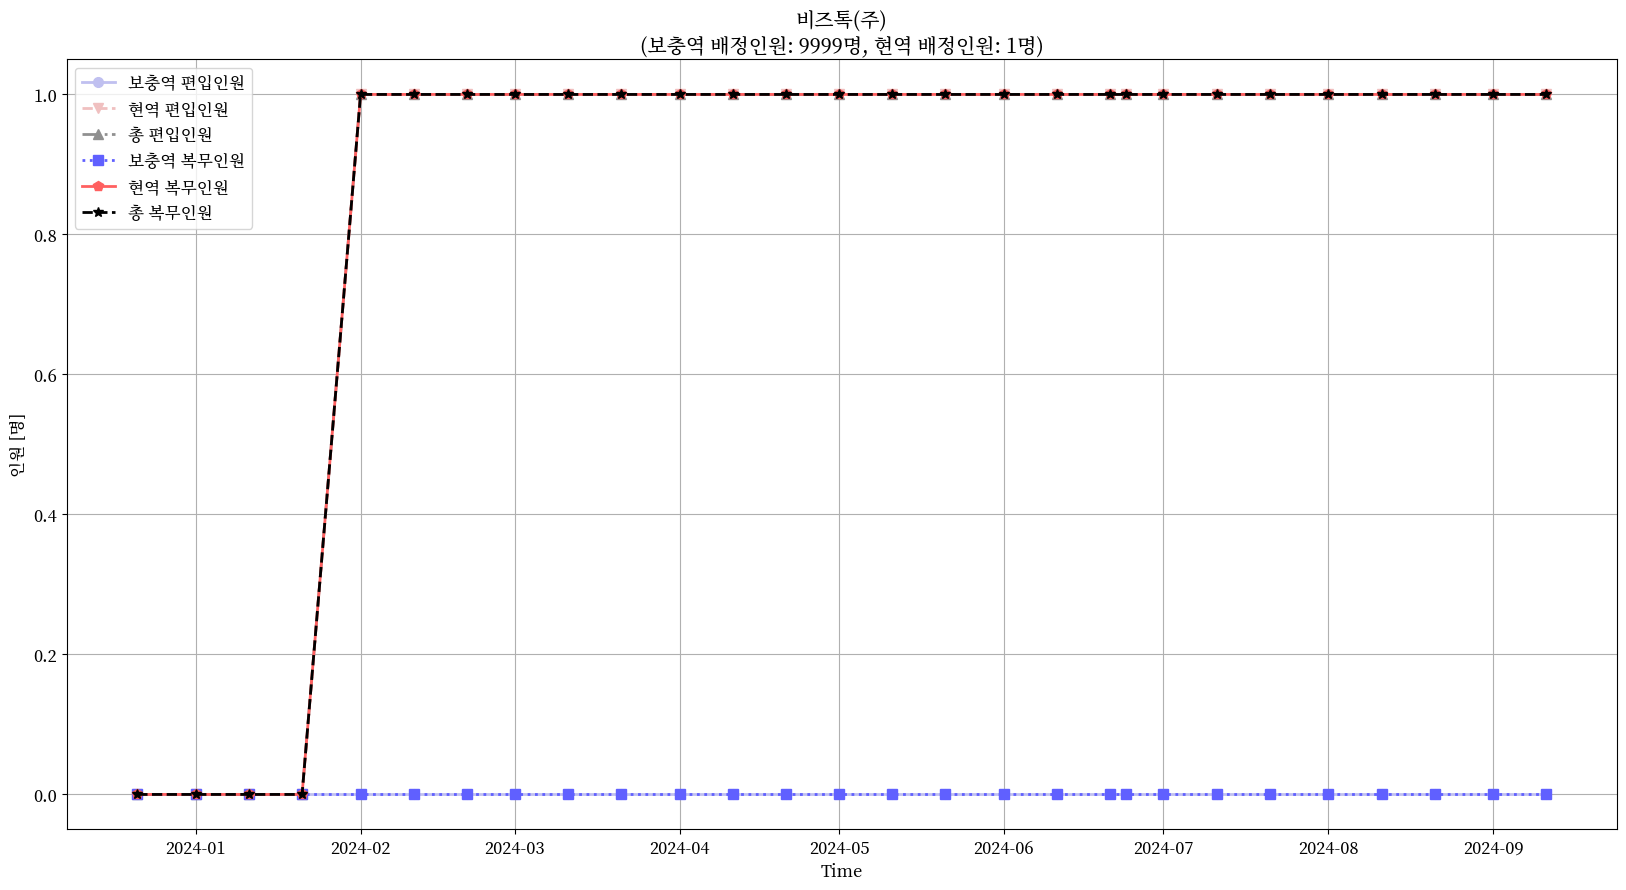 비즈톡(주)
(보충역 배정인원: 9999명, 현역 배정인원: 1명)
보충역 편입인원
현역 편입인원
총 편입인원
보충역 복무인원
현역 복무인원
총 복무인원
1.0
0.8
0.6
0.4
0.2
0.0
인원 [명]
2024-01
2024-02
2024-03
2024-04
2024-05
2024-06
2024-07
2024-08
2024-09
Time